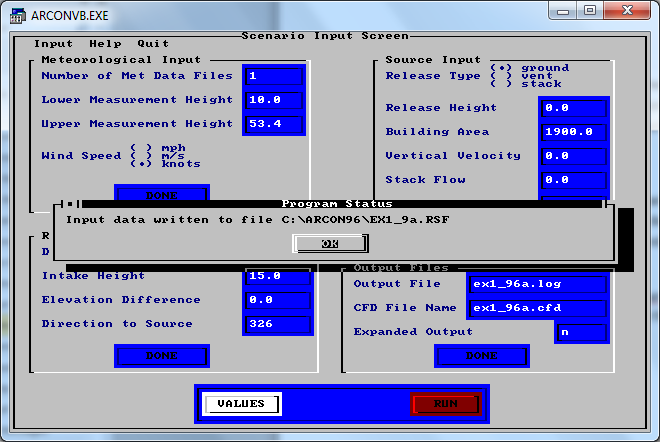 ARCONVB.EXE
Scenario Input Screen
Input Help Quit
Meteorological Input
Number of Met Data Files 1
Lower Measurement Height 10.0
Upper Measurement Height 53.4
Wind Speed ( ) mph
( ) m/s
(•) knots
DONE
Source Input
Release Type (•) ground
( ) vent
( ) stack
Release Height 0.0
Building Area 1900.0
Vertical Velocity 0.0
Stack Flow 0.0
Program Status
Input data written to file C:\ARCON96\EX1_9a.RSF
OK
R
D
Intake Height 15.0
Elevation Difference 0.0
Direction to Source 326
DONE
Output Files
Output File ex1_96a.log
CFD File Name ex1_96a.cfd
Expanded Output n
DONE
VALUES RUN